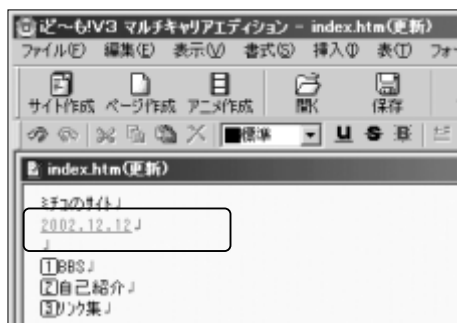 iど～も!V3 マルチキャリアエディション - index.htm(更新)
ファイル(F) 編集(E) 表示(V) 書式(S) 挿入(I) 表(T) フォー
サイト作成 ページ作成 アニメ作成 開く 保存
標準 U S B
index.htm(更新)
ミチコのサイト↲
2002.12.12↲
↲
1BBS↲
2自己紹介↲
3リンク集↲